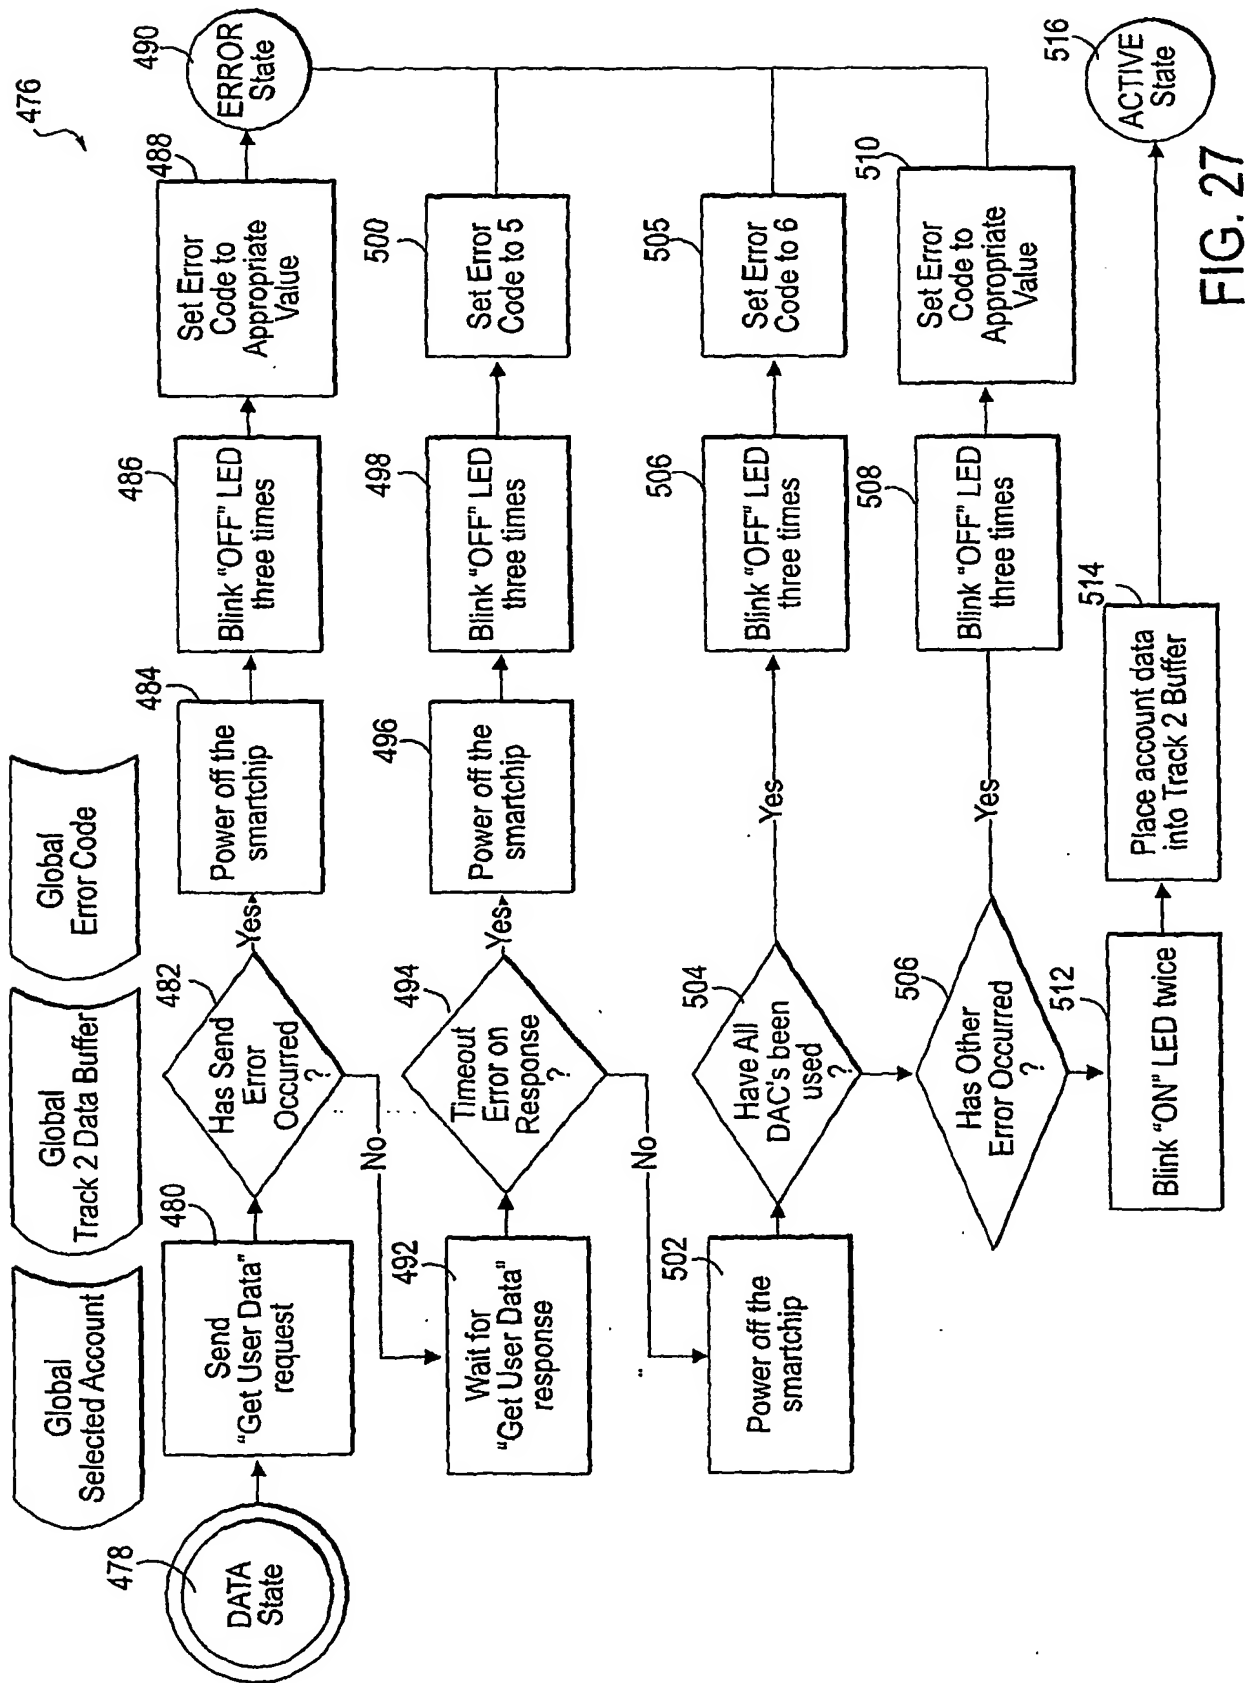 476
Global
Selected Account
Global
Track 2 Data Buffer
Global
Error Code
478
DATA
State
480
Send
"Get User Data"
request
482
Has Send
Error
Occurred
?
Yes
484
Power off the
smartchip
486
Blink "OFF" LED
three times
488
Set Error
Code to
Appropriate
Value
490
ERROR
State
No
492
Wait for
"Get User Data"
response
494
Timeout
Error on
Response
?
Yes
496
Power off the
smartchip
498
Blink "OFF" LED
three times
500
Set Error
Code to 5
No
502
Power off the
smartchip
504
Have All
DAC's been
used
?
Yes
506
Blink "OFF" LED
three times
505
Set Error
Code to 6
506
Has Other
Error Occurred
?
Yes
508
Blink "OFF" LED
three times
510
Set Error
Code to
Appropriate
Value
512
Blink "ON" LED twice
514
Place account data
into Track 2 Buffer
516
ACTIVE
State
FIG. 27